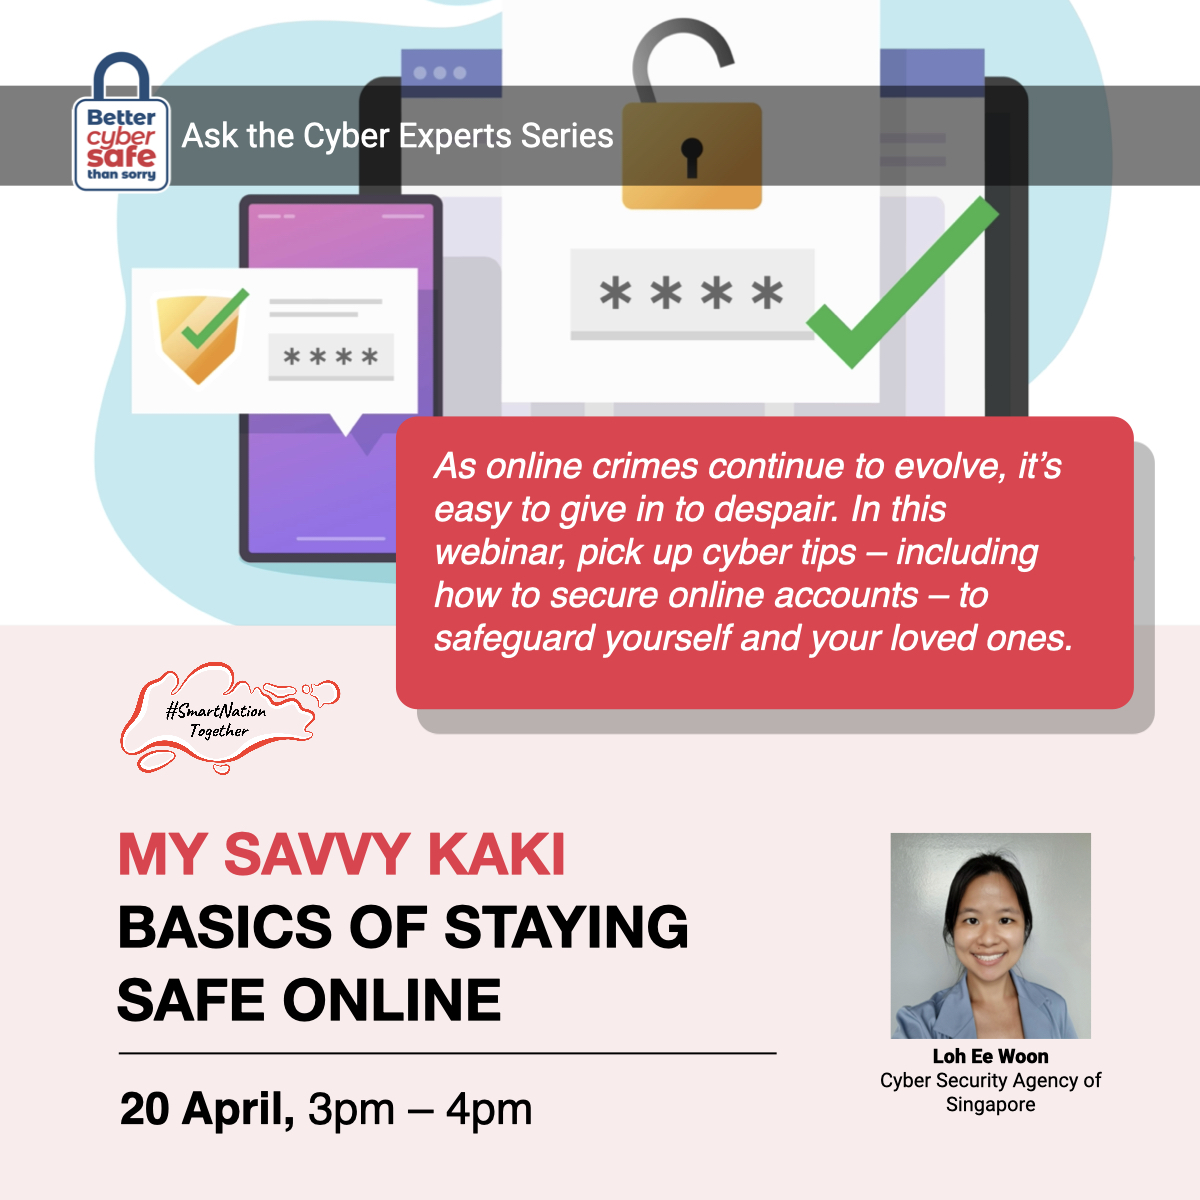 Better
cyber
safe
than sorry
Ask the Cyber Experts Series
* * * *
* * * *
As online crimes continue to evolve, it’s
easy to give in to despair. In this
webinar, pick up cyber tips – including
how to secure online accounts – to
safeguard yourself and your loved ones.
#SmartNation
Together
MY SAVVY KAKI
BASICS OF STAYING
SAFE ONLINE
20 April, 3pm – 4pm
Loh Ee Woon
Cyber Security Agency of
Singapore